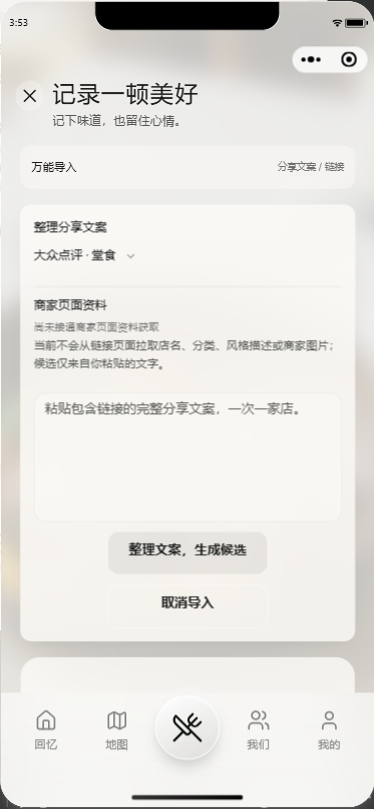 3:53
记录一顿美好
记下味道，也留住心情。
万能导入
分享文案 / 链接
整理分享文案
大众点评 · 堂食
商家页面资料
尚未接通商家页面资料获取
当前不会从链接页面拉取店名、分类、风格描述或商家图片；
候选仅来自你粘贴的文字。
粘贴包含链接的完整分享文案，一次一家店。
整理文案，生成候选
取消导入
回忆
地图
我们
我的